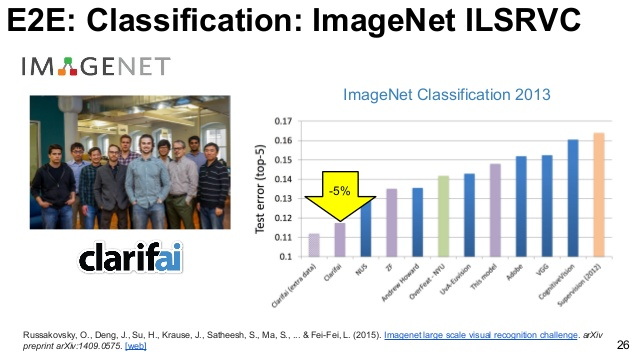 E2E: Classification: ImageNet ILSRVC
IMAGENET
ImageNet Classification 2013
Test error (top-5)
0.17
0.16
0.15
0.14
0.13
0.12
0.11
0.1
-5%
Clarifai (extra data)
Clarifai
NUS
ZF
Andrew Howard
OverFeat - NYU
UvA-Euvision
This model
Adobe
VGG
CognitiveVision
Supervision (2012)
clarifai
Russakovsky, O., Deng, J., Su, H., Krause, J., Satheesh, S., Ma, S., ... & Fei-Fei, L. (2015). Imagenet large scale visual recognition challenge. arXiv
preprint arXiv:1409.0575. [web]
26